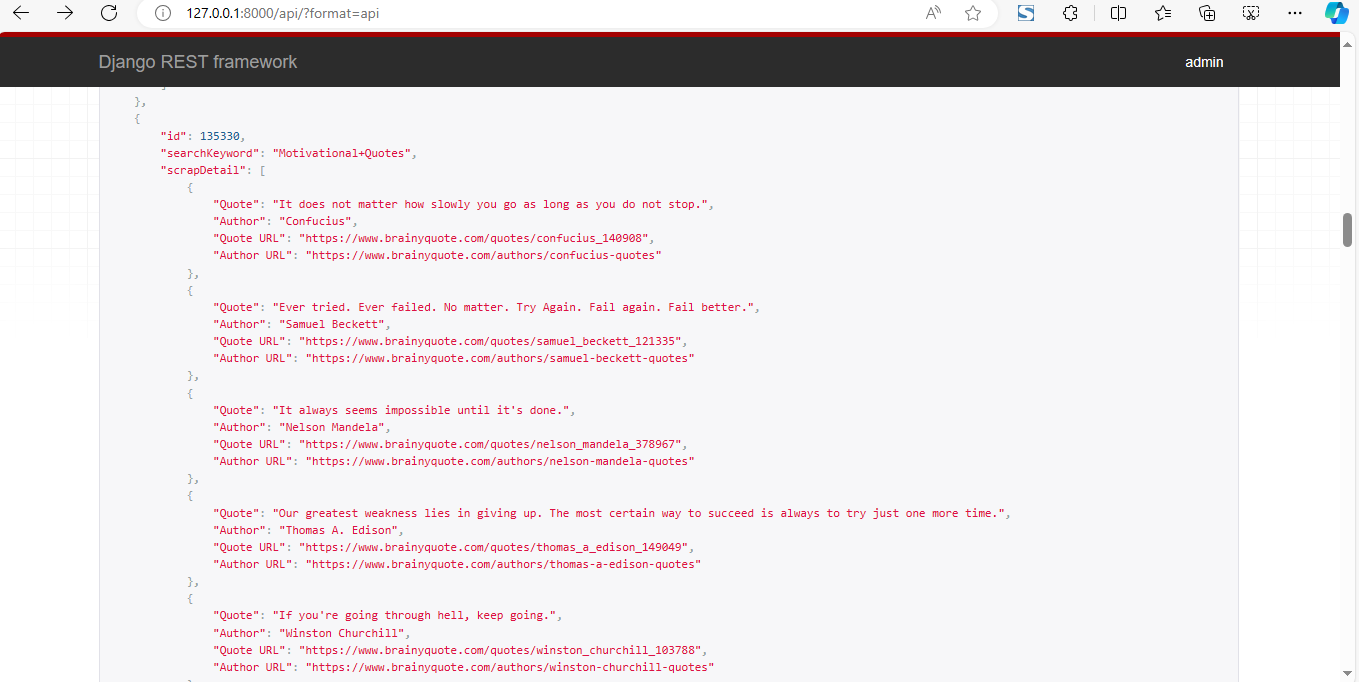 127.0.0.1:8000/api/?format=api
Django REST framework
admin
]
},
{
"id": 135330,
"searchKeyword": "Motivational+Quotes",
"scrapDetail": [
{
"Quote": "It does not matter how slowly you go as long as you do not stop.",
"Author": "Confucius",
"Quote URL": "https://www.brainyquote.com/quotes/confucius_140908",
"Author URL": "https://www.brainyquote.com/authors/confucius-quotes"
},
{
"Quote": "Ever tried. Ever failed. No matter. Try Again. Fail again. Fail better.",
"Author": "Samuel Beckett",
"Quote URL": "https://www.brainyquote.com/quotes/samuel_beckett_121335",
"Author URL": "https://www.brainyquote.com/authors/samuel-beckett-quotes"
},
{
"Quote": "It always seems impossible until it's done.",
"Author": "Nelson Mandela",
"Quote URL": "https://www.brainyquote.com/quotes/nelson_mandela_378967",
"Author URL": "https://www.brainyquote.com/authors/nelson-mandela-quotes"
},
{
"Quote": "Our greatest weakness lies in giving up. The most certain way to succeed is always to try just one more time.",
"Author": "Thomas A. Edison",
"Quote URL": "https://www.brainyquote.com/quotes/thomas_a_edison_149049",
"Author URL": "https://www.brainyquote.com/authors/thomas-a-edison-quotes"
},
{
"Quote": "If you're going through hell, keep going.",
"Author": "Winston Churchill",
"Quote URL": "https://www.brainyquote.com/quotes/winston_churchill_103788",
"Author URL": "https://www.brainyquote.com/authors/winston-churchill-quotes"